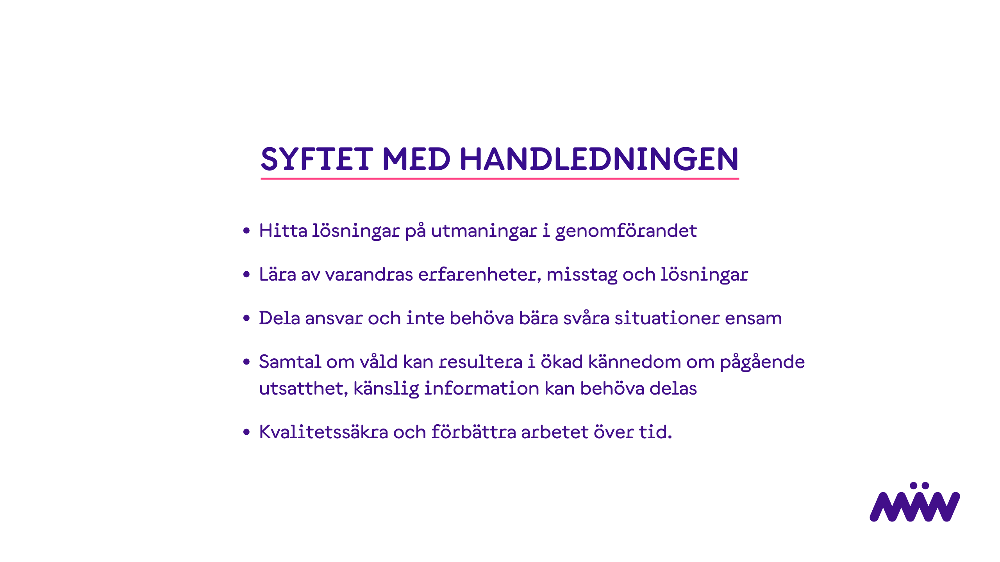 SYFTET MED HANDLEDNINGEN
• Hitta lösningar på utmaningar i genomförandet
• Lära av varandras erfarenheter, misstag och lösningar
• Dela ansvar och inte behöva bära svåra situationer ensam
• Samtal om våld kan resultera i ökad kännedom om pågående
utsatthet, känslig information kan behöva delas
• Kvalitetssäkra och förbättra arbetet över tid.
MÄN